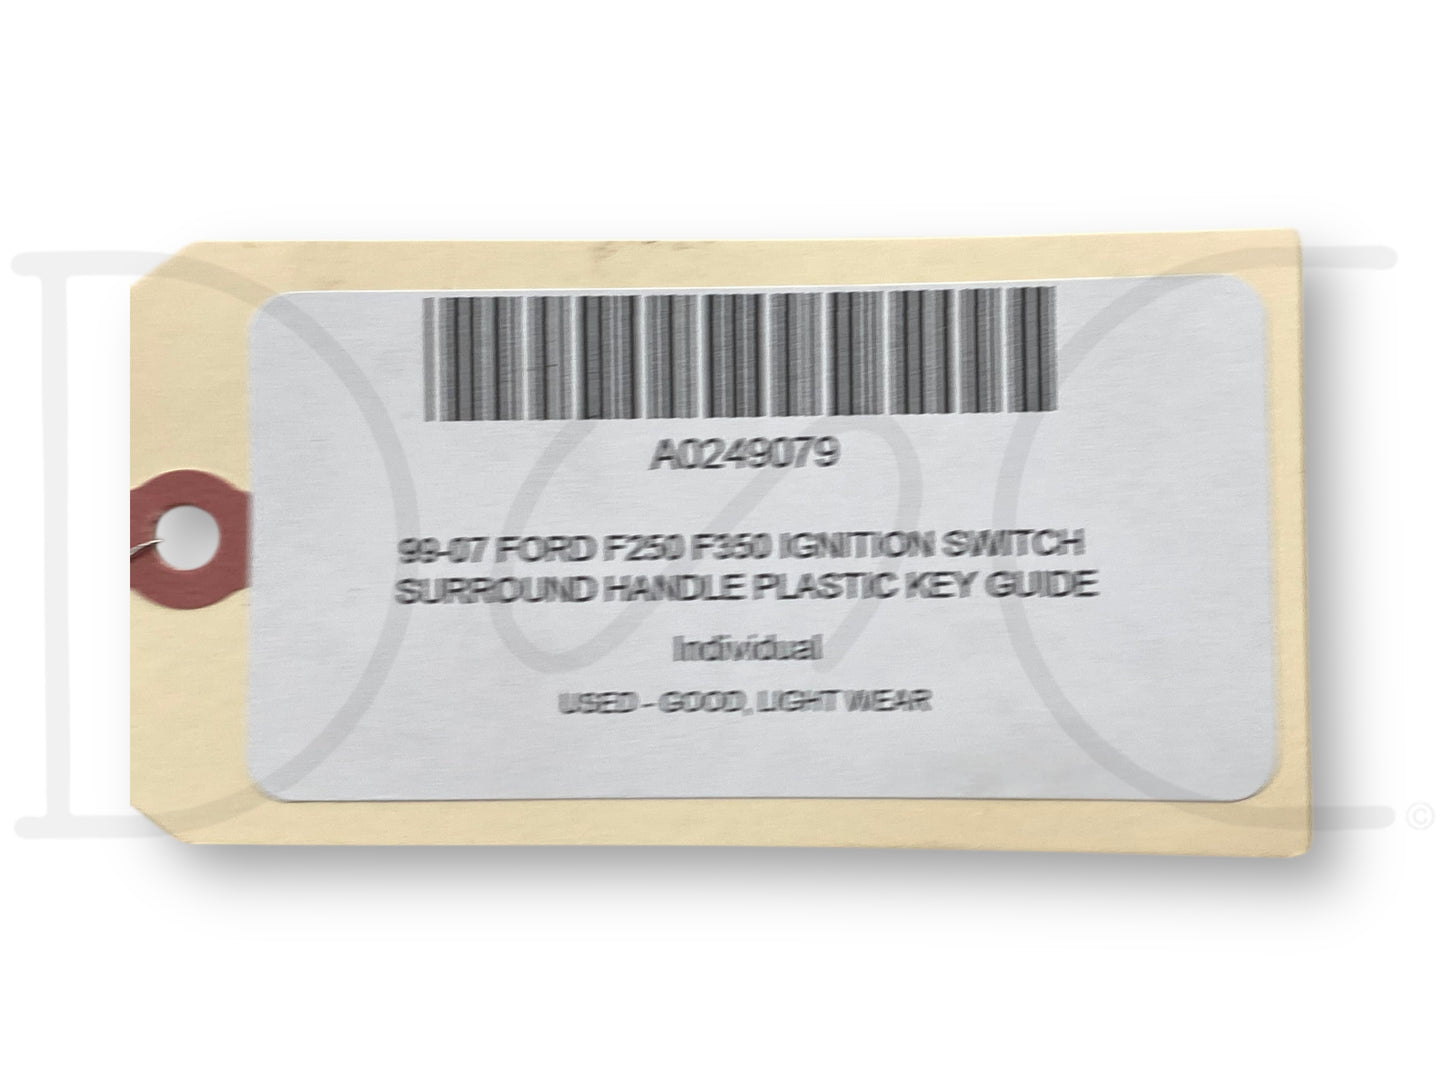 A0249079
99-07 FORD F250 F350 IGNITION SWITCH
SURROUND HANDLE PLASTIC KEY GUIDE
Individual
USED - GOOD, LIGHT WEAR
©